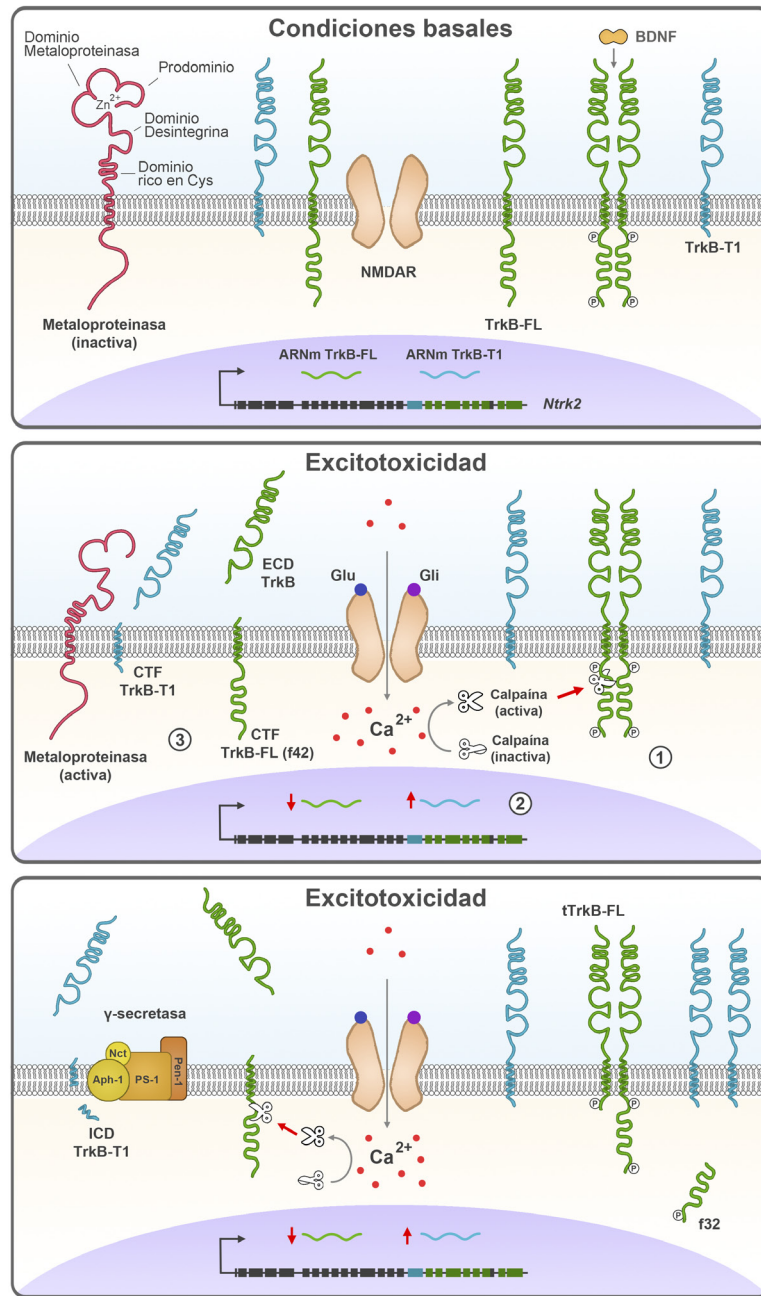 Condiciones basales
Dominio
Metaloproteinasa
Prodominio
BDNF
Zn2+
Dominio
Desintegrina
Dominio
rico en Cys
NMDAR
TrkB-T1
Metaloproteinasa
(inactiva)
TrkB-FL
P
P
P
P
ARNm TrkB-FL
ARNm TrkB-T1
Ntrk2
Excitotoxicidad
ECD
TrkB
Glu
Gli
CTF
TrkB-T1
P
P
Calpaína
(activa)
Ca2+
CTF
TrkB-FL (f42)
Calpaína
(inactiva)
P
P
3
1
Metaloproteinasa
(activa)
2
Excitotoxicidad
tTrkB-FL
γ-secretasa
Nct
Pen-1
Aph-1
PS-1
P
P
ICD
TrkB-T1
Ca2+
P
P
f32